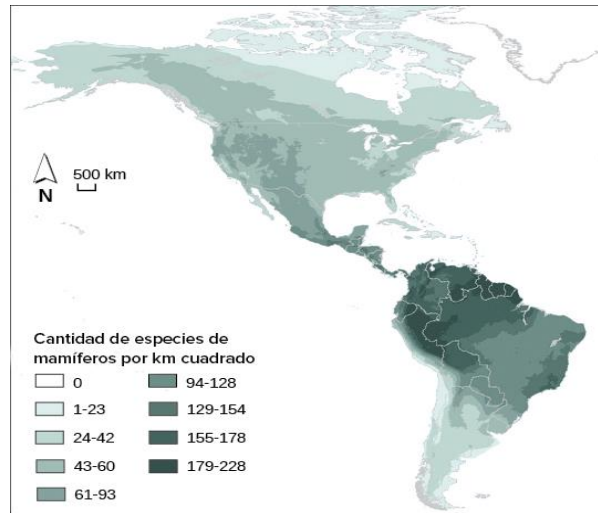 500 km
N
Cantidad de especies de
mamíferos por km cuadrado
0
1-23
24-42
43-60
61-93
94-128
129-154
155-178
179-228